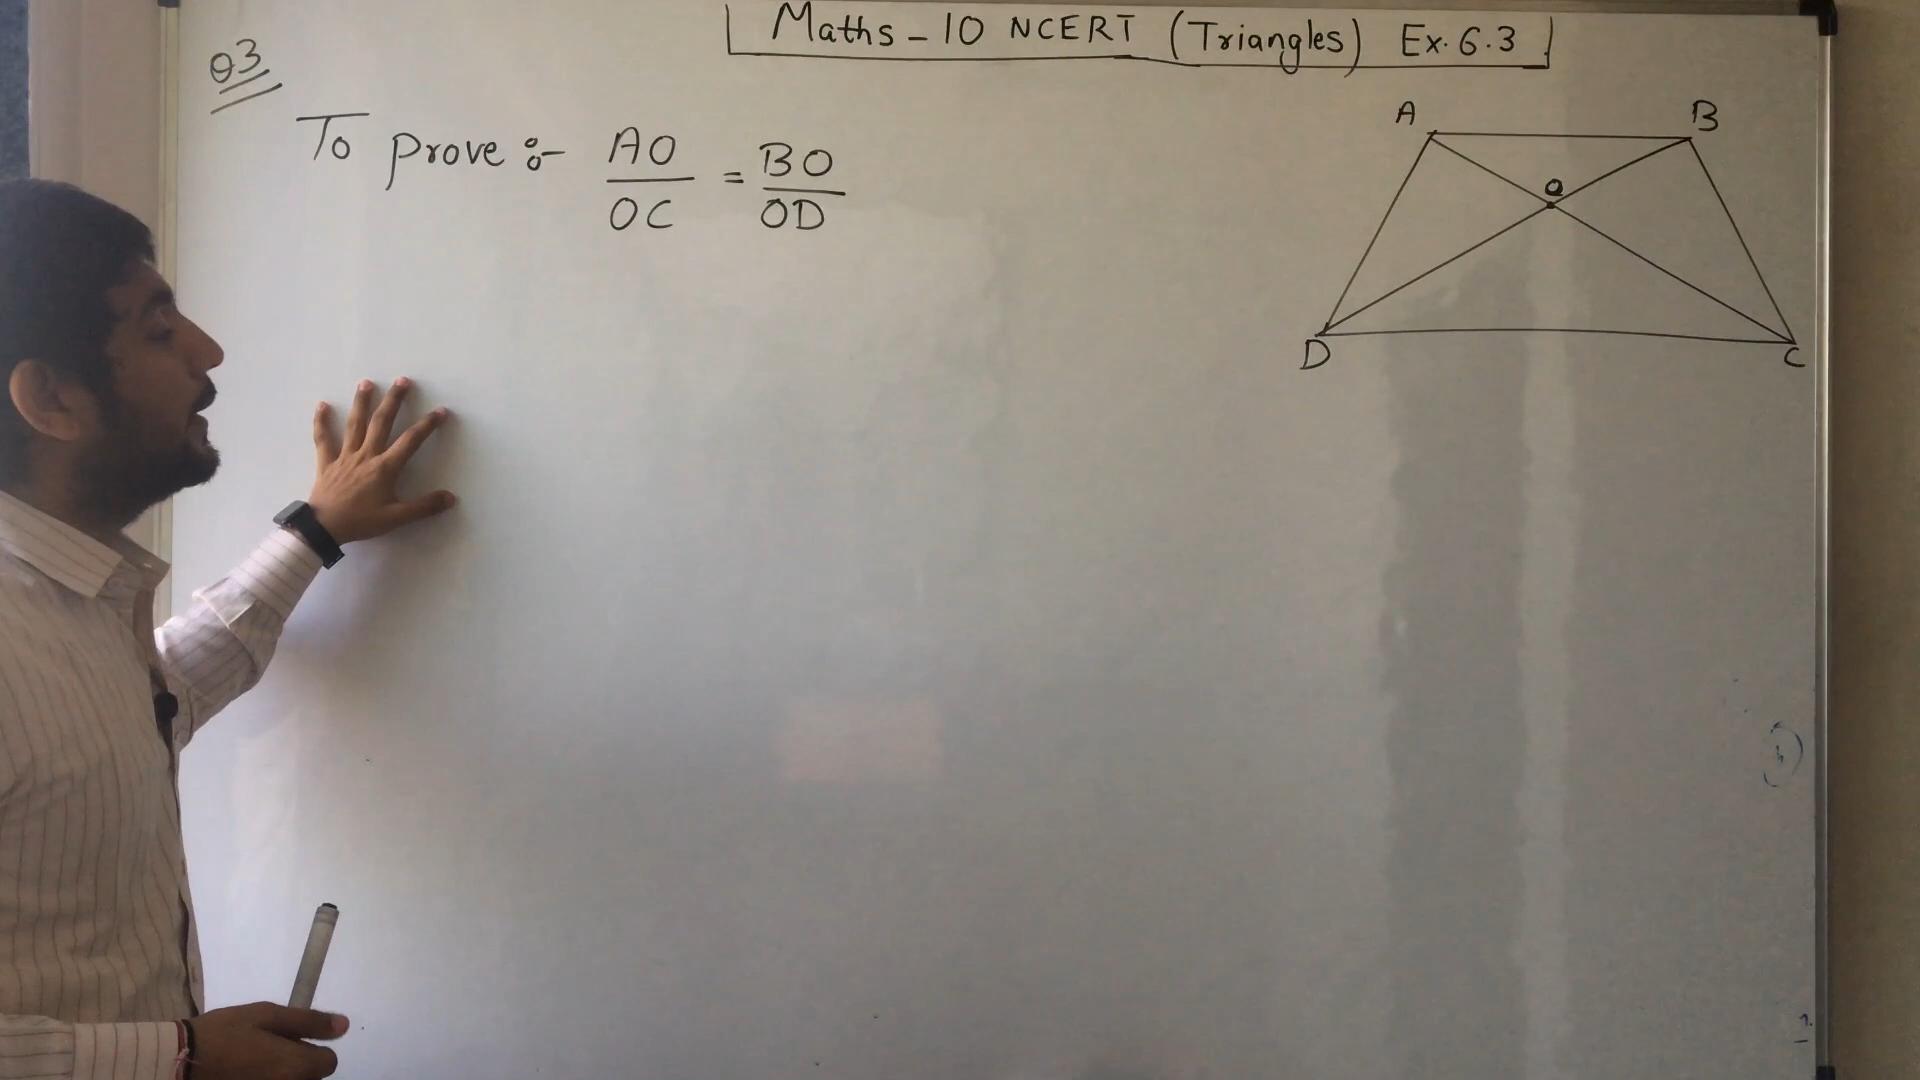 Maths - 10 NCERT (Triangles) Ex. 6.3
Q3
To prove :- AO/OC = BO/OD
A B
O
D C